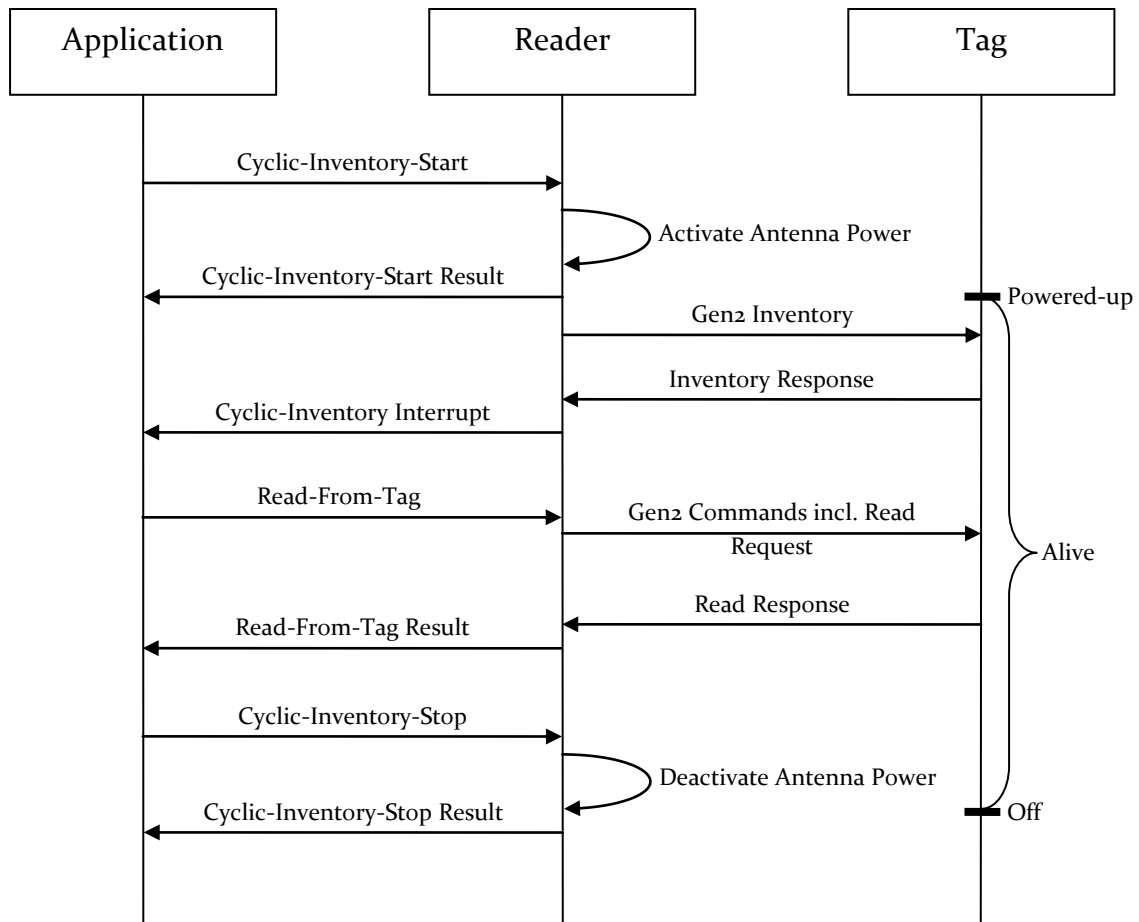 Application
Reader
Tag
Cyclic-Inventory-Start
Activate Antenna Power
Cyclic-Inventory-Start Result
Powered-up
Gen2 Inventory
Inventory Response
Cyclic-Inventory Interrupt
Read-From-Tag
Gen2 Commands incl. Read
Request
Alive
Read Response
Read-From-Tag Result
Cyclic-Inventory-Stop
Deactivate Antenna Power
Cyclic-Inventory-Stop Result
Off